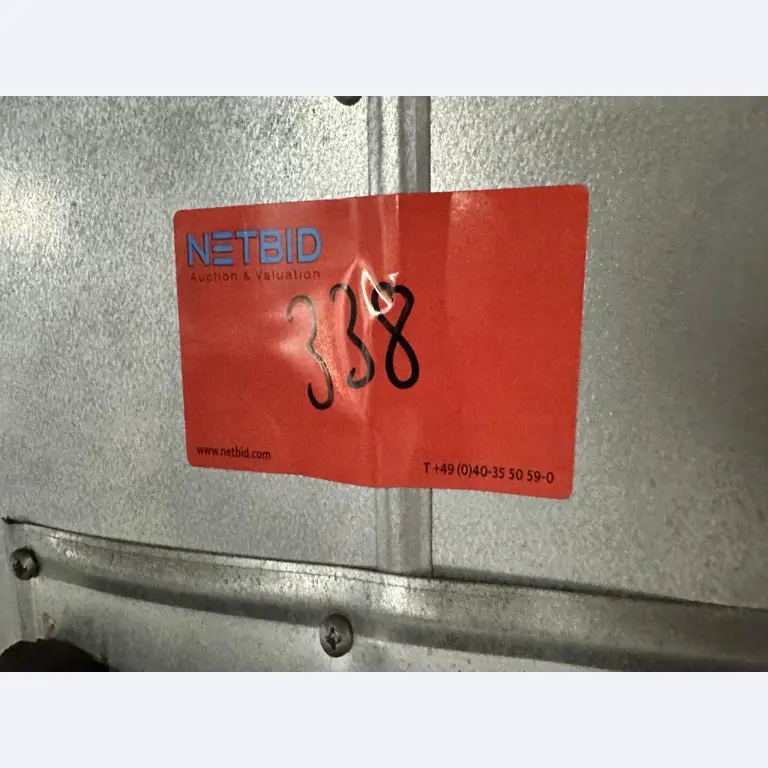 NETBID
Auction & Valuation
338
www.netbid.com
T +49 (0)40-35 50 59-0